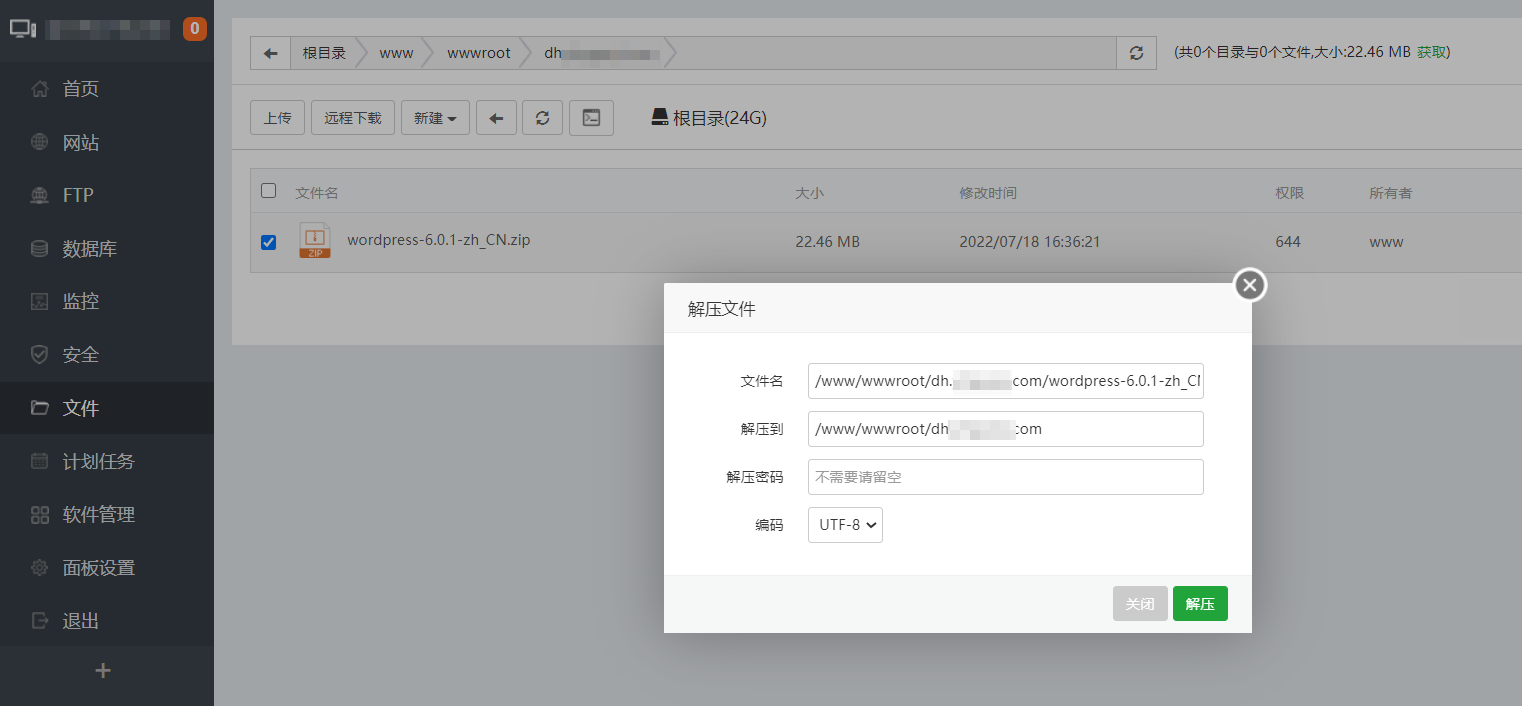 0
首页
网站
FTP
数据库
监控
安全
文件
计划任务
软件管理
面板设置
退出
+
根目录 www wwwroot dh
(共0个目录与0个文件,大小:22.46 MB 获取)
上传 远程下载 新建 根目录(24G)
文件名 大小 修改时间 权限 所有者
ZIP wordpress-6.0.1-zh_CN.zip 22.46 MB 2022/07/18 16:36:21 644 www
解压文件
文件名 /www/wwwroot/dh. com/wordpress-6.0.1-zh_CN
解压到 /www/wwwroot/dh com
解压密码 不需要请留空
编码 UTF-8
关闭 解压